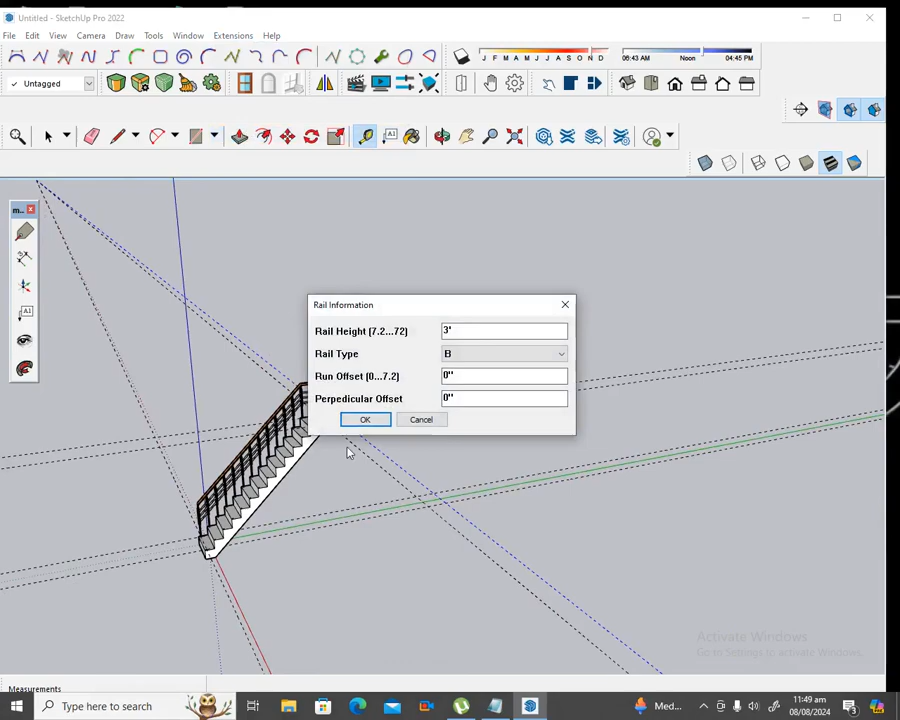 Untitled - SketchUp Pro 2022
File Edit View Camera Draw Tools Window Extensions Help
J F M A M J J A S O N D
06:43 AM Noon 04:45 PM
Untagged
m...
A1
Rail Information
Rail Height [7.2...72] 3'
Rail Type B
Run Offset (0...7.2) 0"
Perpedicular Offset 0"
OK Cancel
Activate Windows
Go to Settings to activate Windows.
Measurements
Type here to search
Med...
11:49 am
08/08/2024
3